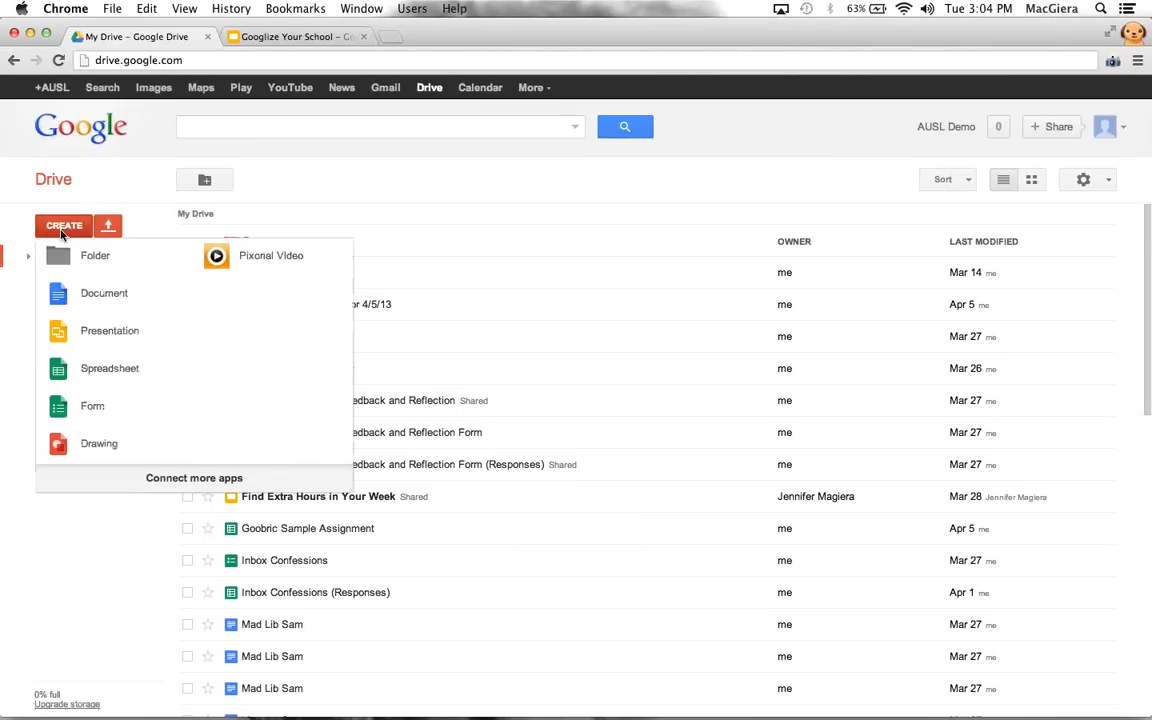 Chrome File Edit View History Bookmarks Window Users Help 63% Tue 3:04 PM MacGiera
My Drive - Google Drive Googlize Your School - G
drive.google.com
+AUSL Search Images Maps Play YouTube News Gmail Drive Calendar More
Google AUSL Demo 0 + Share
Drive Sort
CREATE My Drive
OWNER LAST MODIFIED
Folder Pixorial Video
me Mar 14 me
Document
or 4/5/13 me Apr 5 me
Presentation me Mar 27 me
Spreadsheet me Mar 26 me
edback and Reflection Shared me Mar 27 me
Form
edback and Reflection Form me Mar 27 me
Drawing
edback and Reflection Form (Responses) Shared me Mar 27 me
Connect more apps
Find Extra Hours in Your Week Shared Jennifer Magiera Mar 28 Jennifer Magiera
Goobric Sample Assignment me Apr 5 me
Inbox Confessions me Mar 27 me
Inbox Confessions (Responses) me Apr 1 me
Mad Lib Sam me Mar 27 me
Mad Lib Sam me Mar 27 me
Mad Lib Sam me Mar 27 me
0% full
Upgrade storage